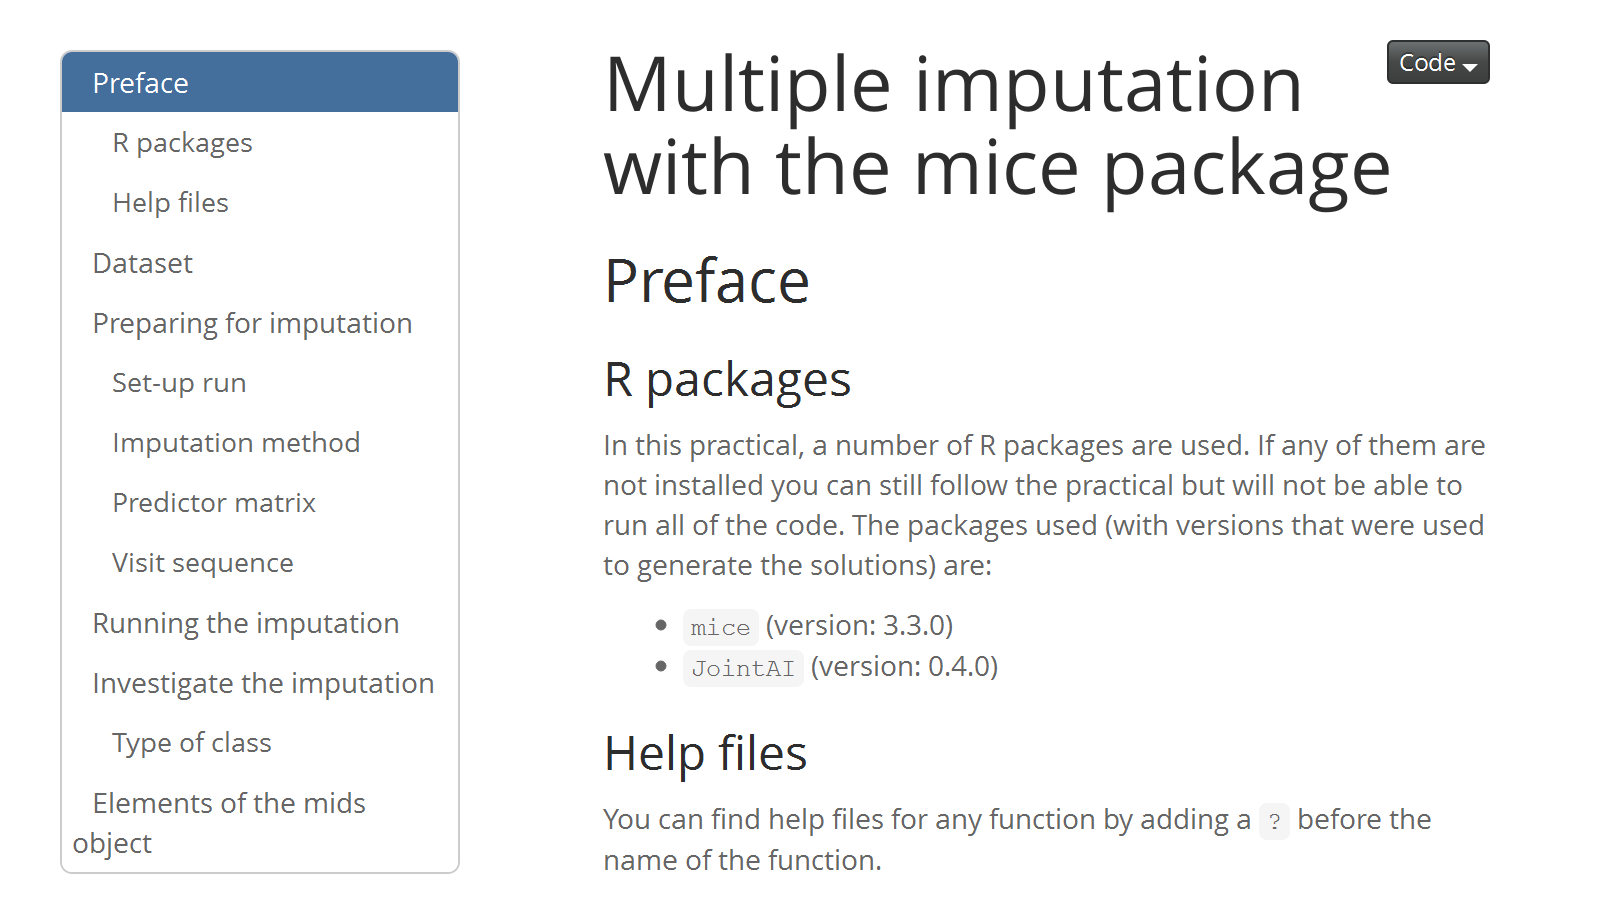 Preface
R packages
Help files
Dataset
Preparing for imputation
Set-up run
Imputation method
Predictor matrix
Visit sequence
Running the imputation
Investigate the imputation
Type of class
Elements of the mids
object
Code
Multiple imputation
with the mice package
Preface
R packages
In this practical, a number of R packages are used. If any of them are
not installed you can still follow the practical but will not be able to
run all of the code. The packages used (with versions that were used
to generate the solutions) are:
• mice (version: 3.3.0)
• JointAI (version: 0.4.0)
Help files
You can find help files for any function by adding a ? before the
name of the function.